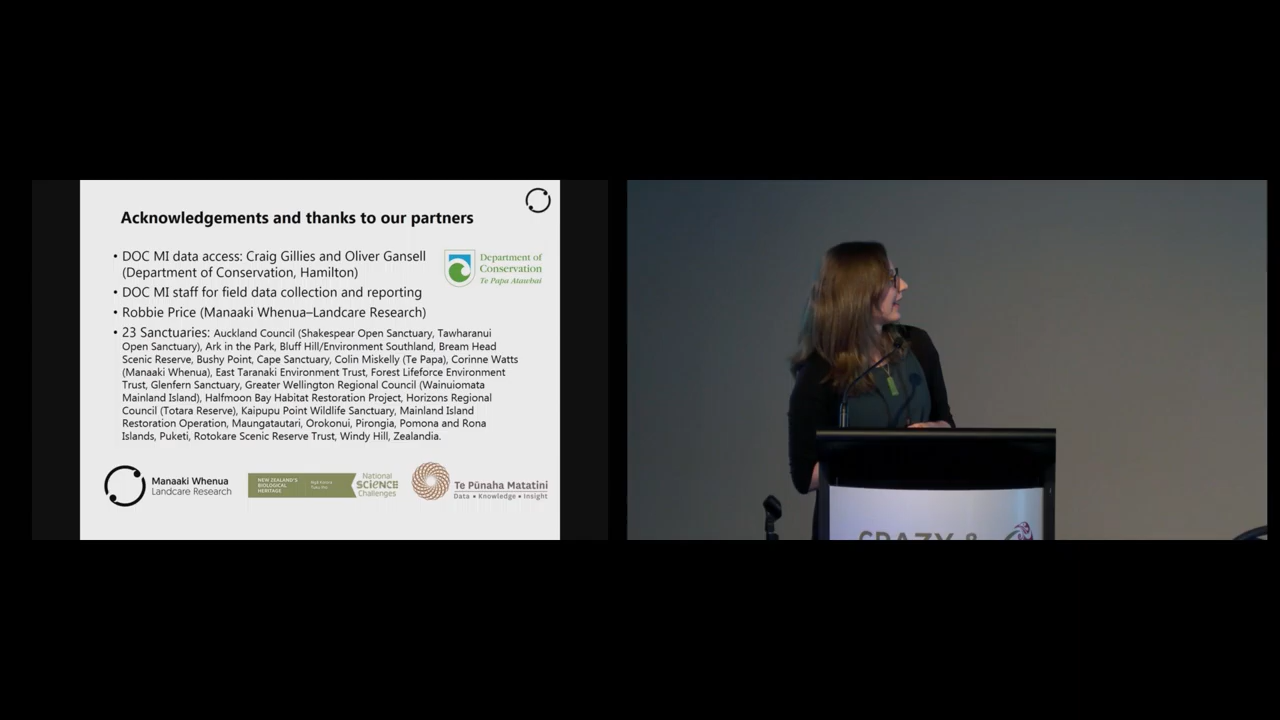 Acknowledgements and thanks to our partners
• DOC MI data access: Craig Gillies and Oliver Gansell
(Department of Conservation, Hamilton)
Department of
Conservation
Te Papa Atawhai
• DOC MI staff for field data collection and reporting
• Robbie Price (Manaaki Whenua–Landcare Research)
• 23 Sanctuaries: Auckland Council (Shakespear Open Sanctuary, Tawharanui
Open Sanctuary), Ark in the Park, Bluff Hill/Environment Southland, Bream Head
Scenic Reserve, Bushy Point, Cape Sanctuary, Colin Miskelly (Te Papa), Corinne Watts
(Manaaki Whenua), East Taranaki Environment Trust, Forest Lifeforce Environment
Trust, Glenfern Sanctuary, Greater Wellington Regional Council (Wainuiomata
Mainland Island), Halfmoon Bay Habitat Restoration Project, Horizons Regional
Council (Totara Reserve), Kaipupu Point Wildlife Sanctuary, Mainland Island
Restoration Operation, Maungatautari, Orokonui, Pirongia, Pomona and Rona
Islands, Puketi, Rotokare Scenic Reserve Trust, Windy Hill, Zealandia.
Manaaki Whenua
Landcare Research
NEW ZEALAND'S
BIOLOGICAL
HERITAGE
National
SCIENCE
Challenges
Te Pūnaha Matatini
Data • Knowledge • Insight
CRAZY &